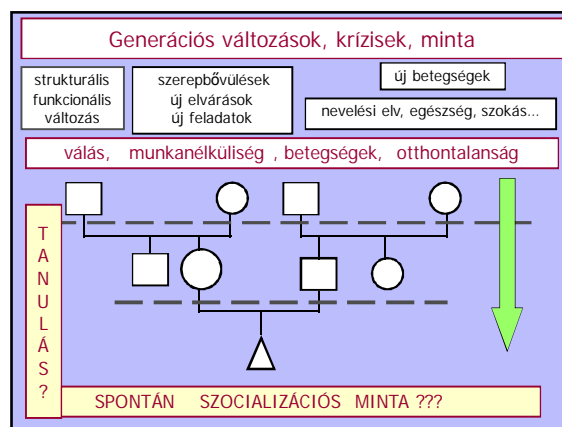 Generációs változások, krízisek, minta
strukturális
funkcionális
változás
szerepbővülések
új elvárások
új feladatok
új betegségek
nevelési elv, egészség, szokás...
válás, munkanélküliség , betegségek, otthontalanság
T
A
N
U
L
Á
S
?
SPONTÁN SZOCIALIZÁCIÓS MINTA ???